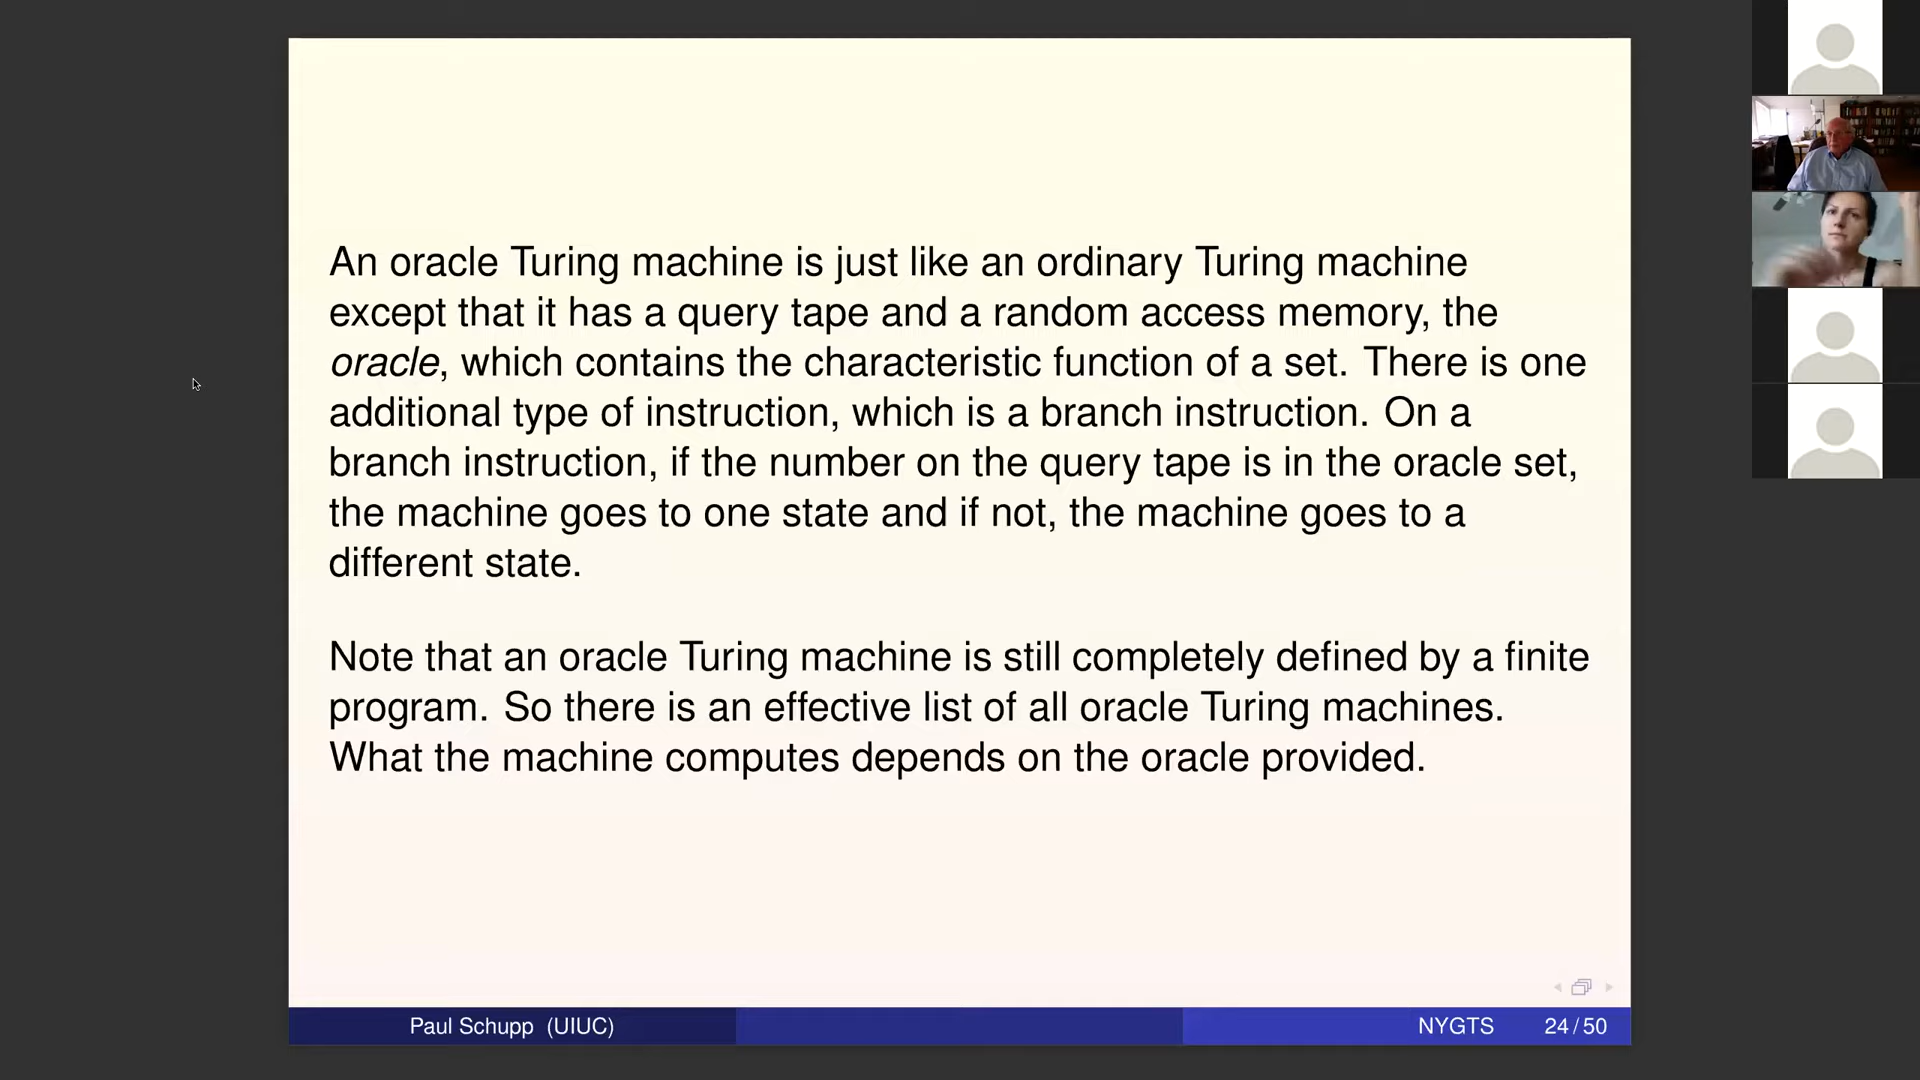 An oracle Turing machine is just like an ordinary Turing machine
except that it has a query tape and a random access memory, the
oracle, which contains the characteristic function of a set. There is one
additional type of instruction, which is a branch instruction. On a
branch instruction, if the number on the query tape is in the oracle set,
the machine goes to one state and if not, the machine goes to a
different state.
Note that an oracle Turing machine is still completely defined by a finite
program. So there is an effective list of all oracle Turing machines.
What the machine computes depends on the oracle provided.
Paul Schupp (UIUC) NYGTS 24 / 50